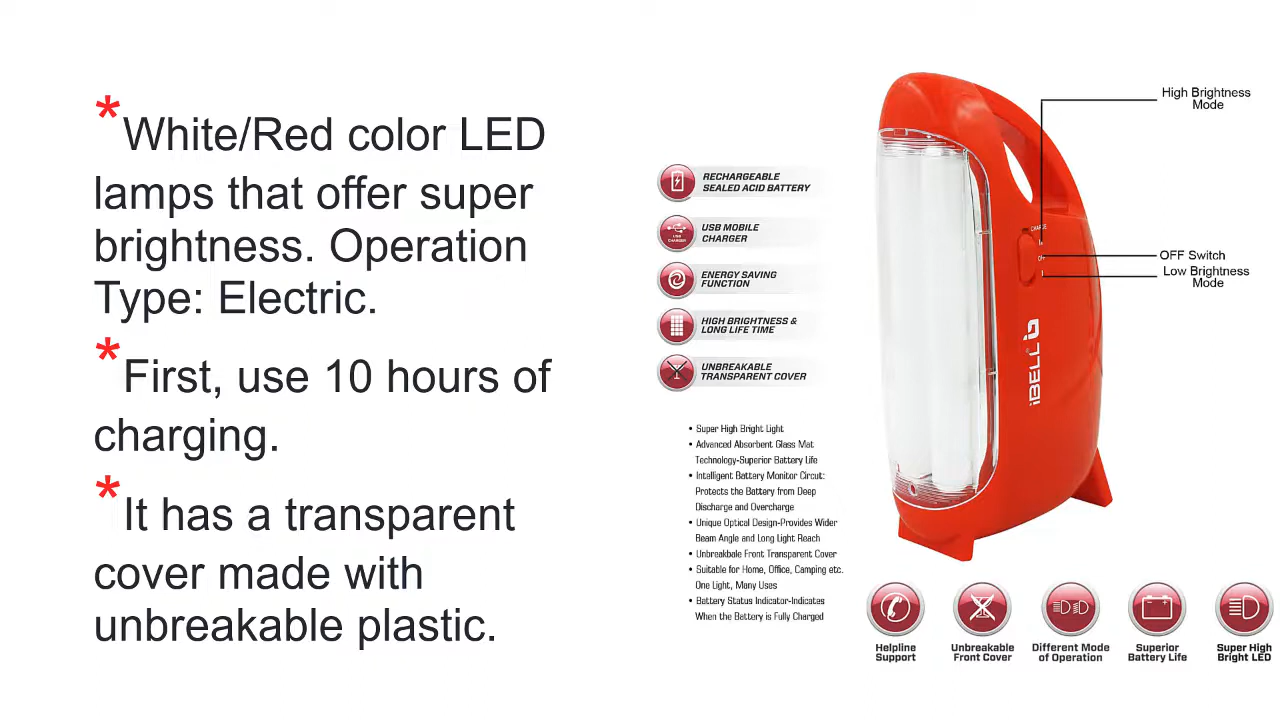 *White/Red color LED
lamps that offer super
brightness. Operation
Type: Electric.
*First, use 10 hours of
charging.
*It has a transparent
cover made with
unbreakable plastic.
RECHARGEABLE
SEALED ACID BATTERY
USB MOBILE
CHARGER
USB
CHARGER
ENERGY SAVING
FUNCTION
HIGH BRIGHTNESS &
LONG LIFE TIME
UNBREAKABLE
TRANSPARENT COVER
• Super High Bright Light
• Advanced Absorbent Glass Mat
Technology-Superior Battery Life
• Intelligent Battery Monitor Circut:
Protects the Battery from Deep
Discharge and Overcharge
• Unique Optical Design-Provides Wider
Beam Angle and Long Light Reach
• Unbreakbale Front Transparent Cover
• Suitable for Home, Office, Camping etc.
One Light, Many Uses
• Battery Status Indicator-Indicates
When the Battery is Fully Charged
High Brightness
Mode
OFF Switch
Low Brightness
Mode
CHARGE
iBELL
Helpline
Support
Unbreakable
Front Cover
Different Mode
of Operation
Superior
Battery Life
Super High
Bright LED